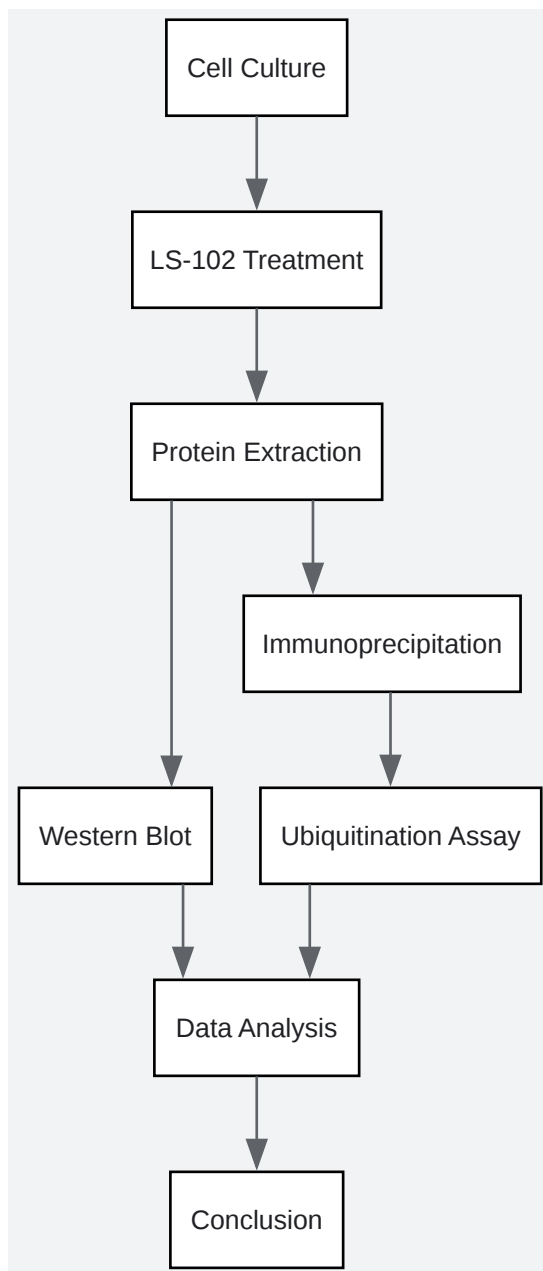 Cell Culture
LS-102 Treatment
Protein Extraction
Immunoprecipitation
Western Blot
Ubiquitination Assay
Data Analysis
Conclusion